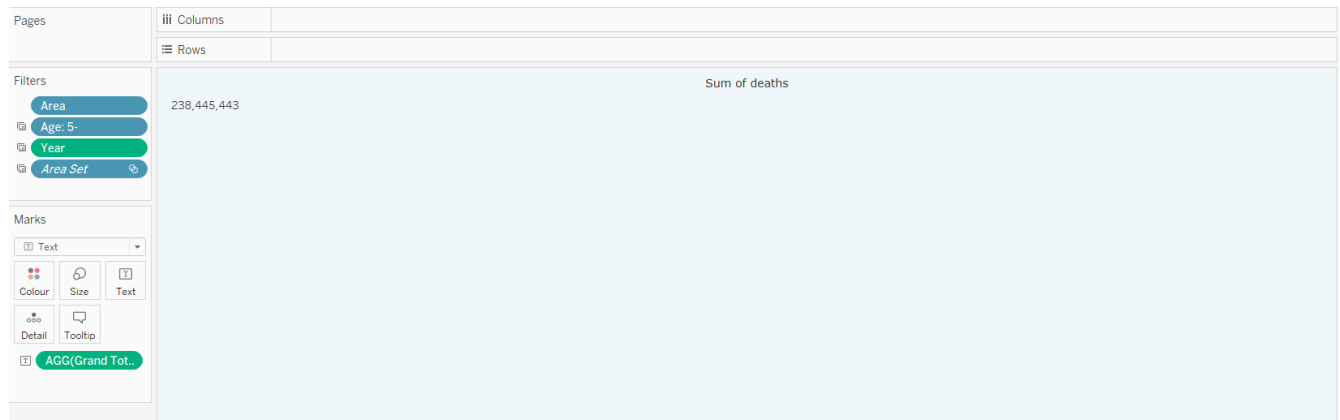 Pages
Columns
Rows
Filters
Area
Age: 5-
Year
Area Set
Sum of deaths
238,445,443
Marks
Text
Colour
Size
Text
Detail
Tooltip
AGG(Grand Tot..